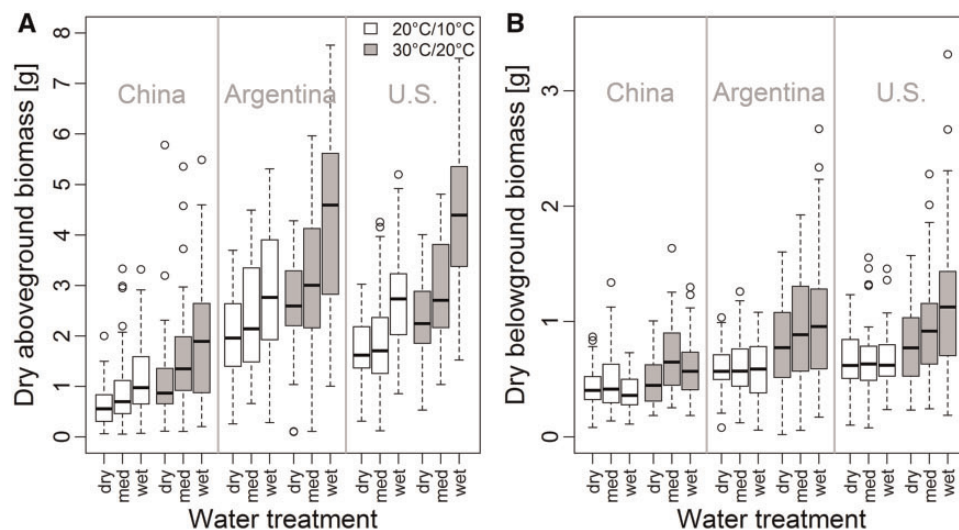 A
Dry aboveground biomass [g]
8
7
6
5
4
3
2
1
0
20°C/10°C
30°C/20°C
China
Argentina
U.S.
dry
med
wet
dry
med
wet
dry
med
wet
dry
med
wet
dry
med
wet
dry
med
wet
Water treatment
B
Dry belowground biomass [g]
3
2
1
0
China
Argentina
U.S.
dry
med
wet
dry
med
wet
dry
med
wet
dry
med
wet
dry
med
wet
dry
med
wet
Water treatment